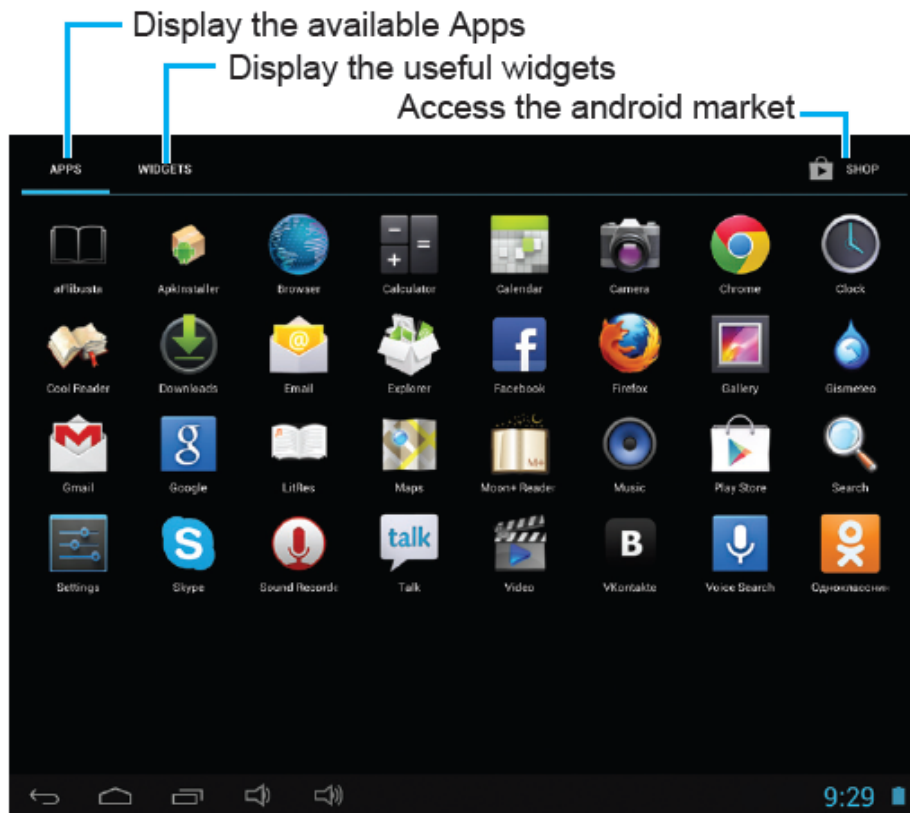 Display the available Apps
Display the useful widgets
Access the android market
APPS WIDGETS SHOP
aFlibusta ApkInstaller Browser Calculator Calendar Camera Chrome Clock
Cool Reader Downloads Email Explorer Facebook Firefox Gallery Gismeteo
M+
Gmail Google LitRes Maps Moon+ Reader Music Play Store Search
talk
Settings Skype Sound Recorde Talk Video VKontakte Voice Search Одноклассник
9:29